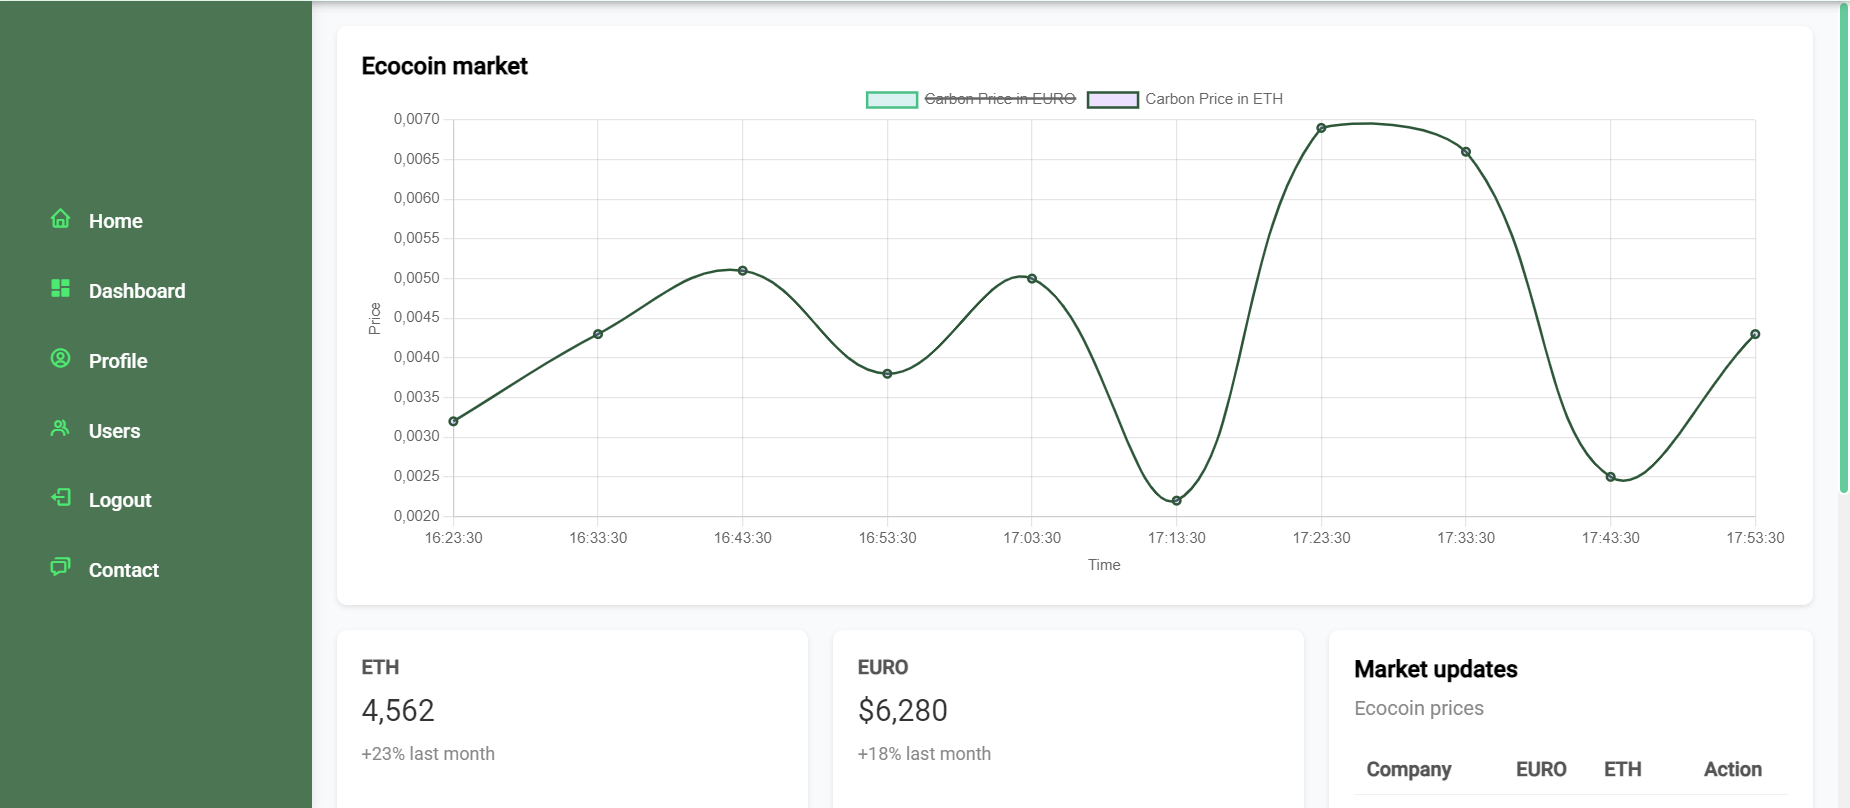 Home
Dashboard
Profile
Users
Logout
Contact
Ecocoin market
Carbon Price in EURO Carbon Price in ETH
0,0070
0,0065
0,0060
0,0055
0,0050
0,0045
0,0040
0,0035
0,0030
0,0025
0,0020
Price
16:23:30 16:33:30 16:43:30 16:53:30 17:03:30 17:13:30 17:23:30 17:33:30 17:43:30 17:53:30
Time
ETH
4,562
+23% last month
EURO
$6,280
+18% last month
Market updates
Ecocoin prices
Company EURO ETH Action